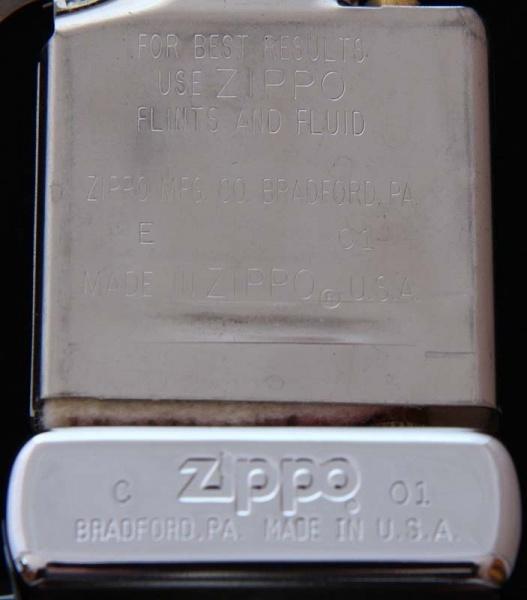 FOR BEST RESULTS
USE ZIPPO
FLINTS AND FLUID
ZIPPO MFG. CO. BRADFORD, PA.
E 01
MADE IN ZIPPO ® U.S.A.
C zippo 01
BRADFORD, PA. MADE IN U.S.A.